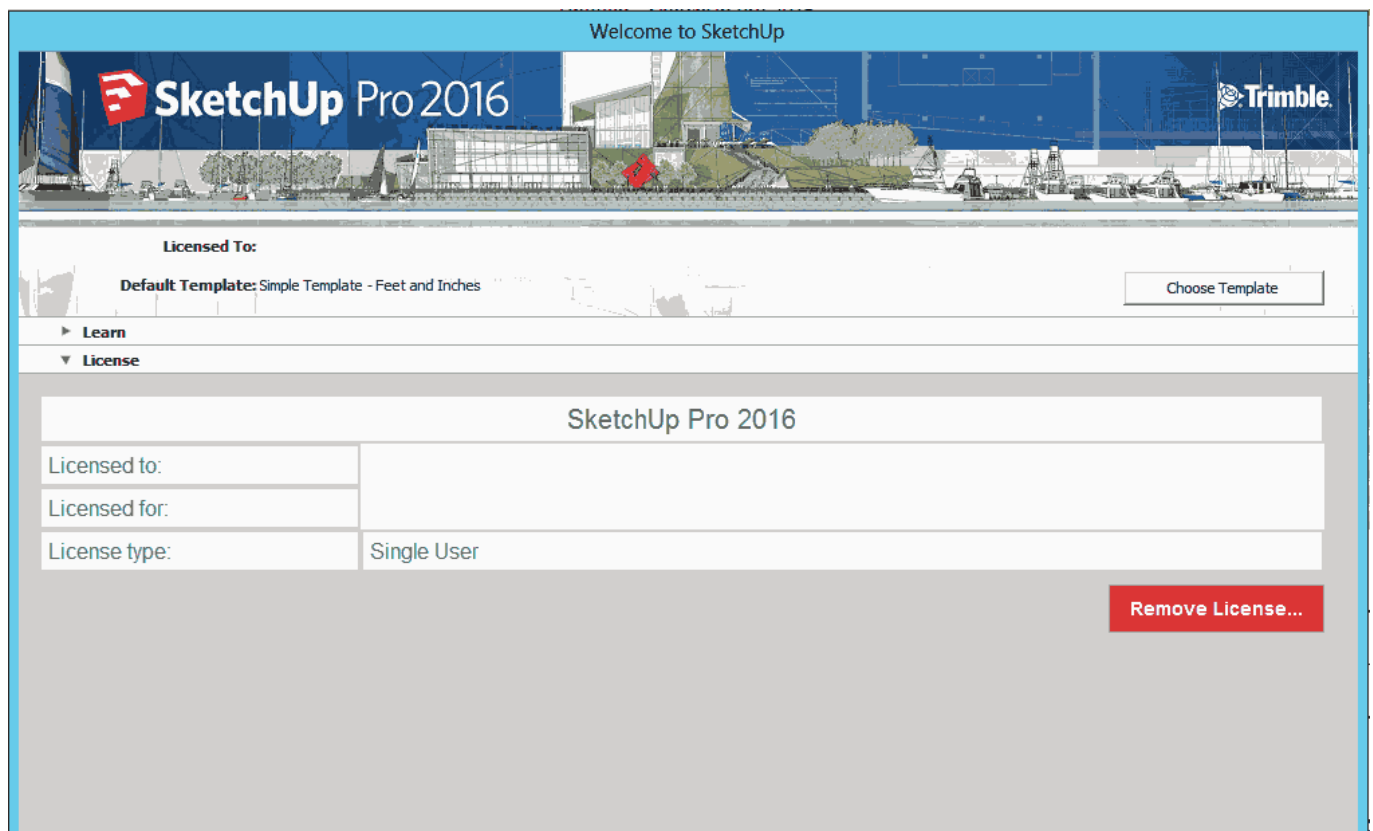 Welcome to SketchUp
SketchUp Pro 2016
Trimble.
Licensed To:
Default Template: Simple Template - Feet and Inches
Choose Template
Learn
License
SketchUp Pro 2016
Licensed to:
Licensed for:
License type: Single User
Remove License...